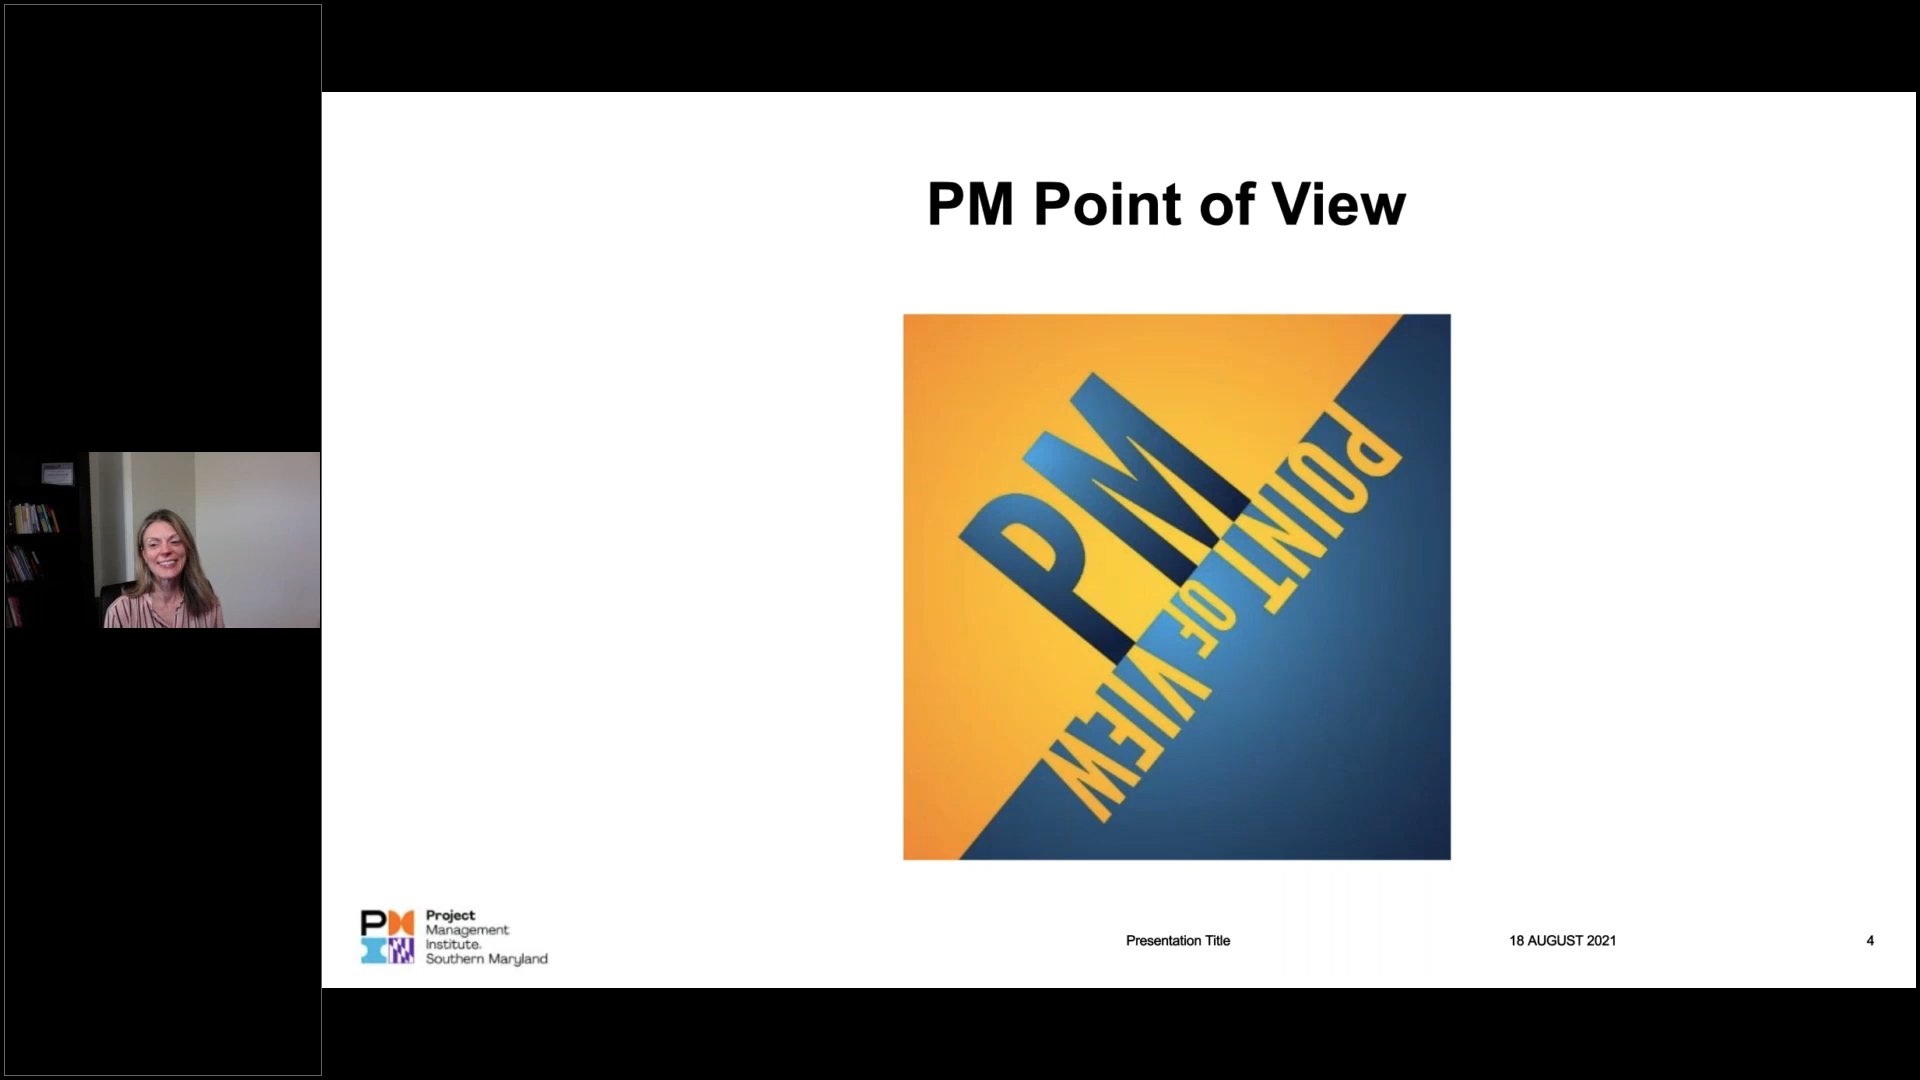 PM Point of View
PM
POINT OF VIEW
Project
Management
Institute.
Southern Maryland
Presentation Title
18 AUGUST 2021
4